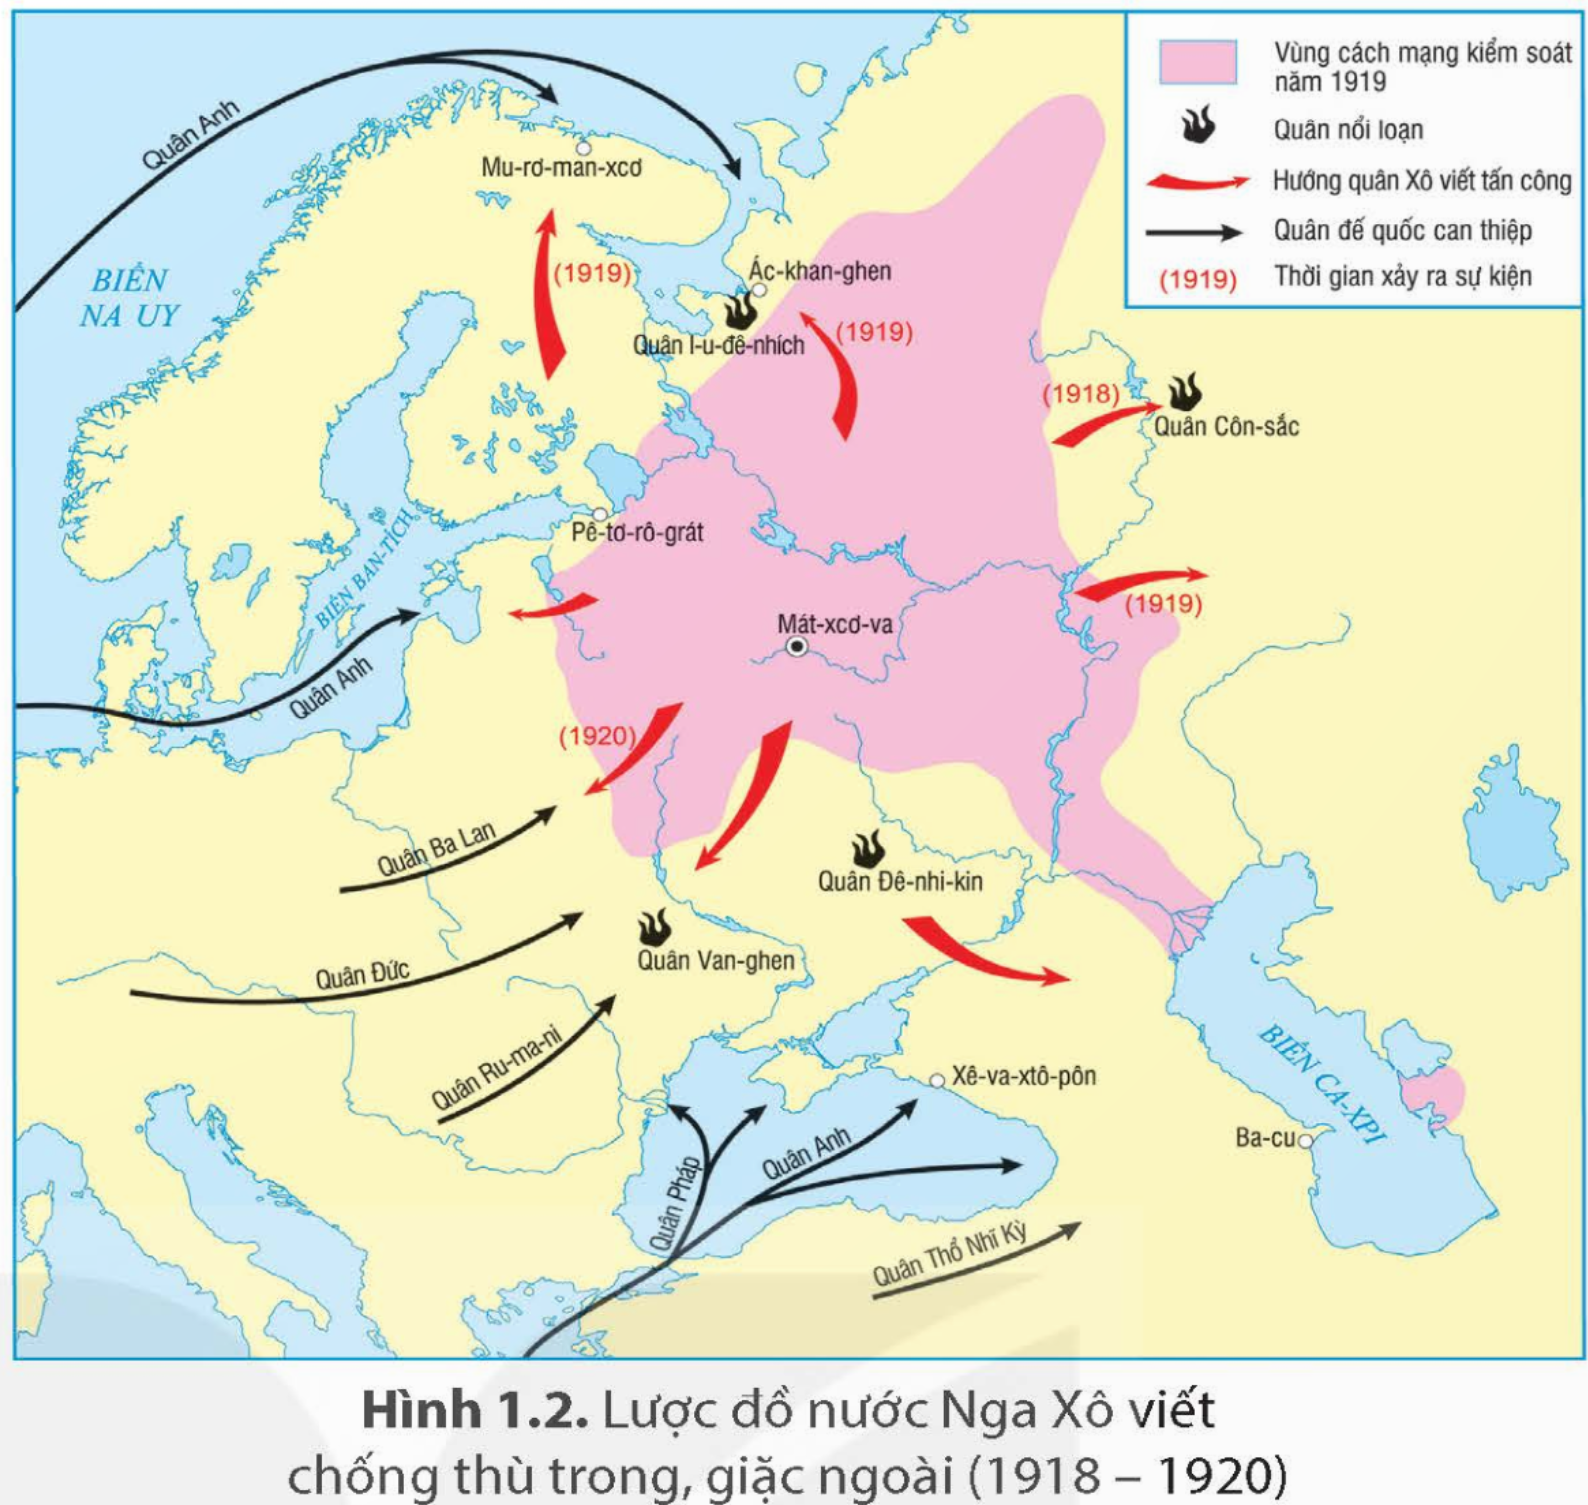 Vùng cách mạng kiểm soát
năm 1919
Quân nổi loạn
Hướng quân Xô viết tấn công
Quân đế quốc can thiệp
(1919)
Thời gian xảy ra sự kiện
Quân Anh
Mu-rơ-man-xcơ
BIỂN
NA UY
(1919)
Ác-khan-ghen
Quân I-u-đê-nhích
(1919)
(1918)
Quân Côn-sắc
Pê-tơ-rô-grát
BIỂN BAN-TÍCH
(1919)
Mát-xcơ-va
Quân Anh
(1920)
Quân Ba Lan
Quân Đê-nhi-kin
Quân Van-ghen
Quân Đức
Quân Ru-ma-ni
BIỂN CA-XPI
Xê-va-xtô-pôn
Ba-cu
Quân Anh
Quân Pháp
Quân Thổ Nhĩ Kỳ
Hình 1.2. Lược đồ nước Nga Xô viết
chống thù trong, giặc ngoài (1918 – 1920)